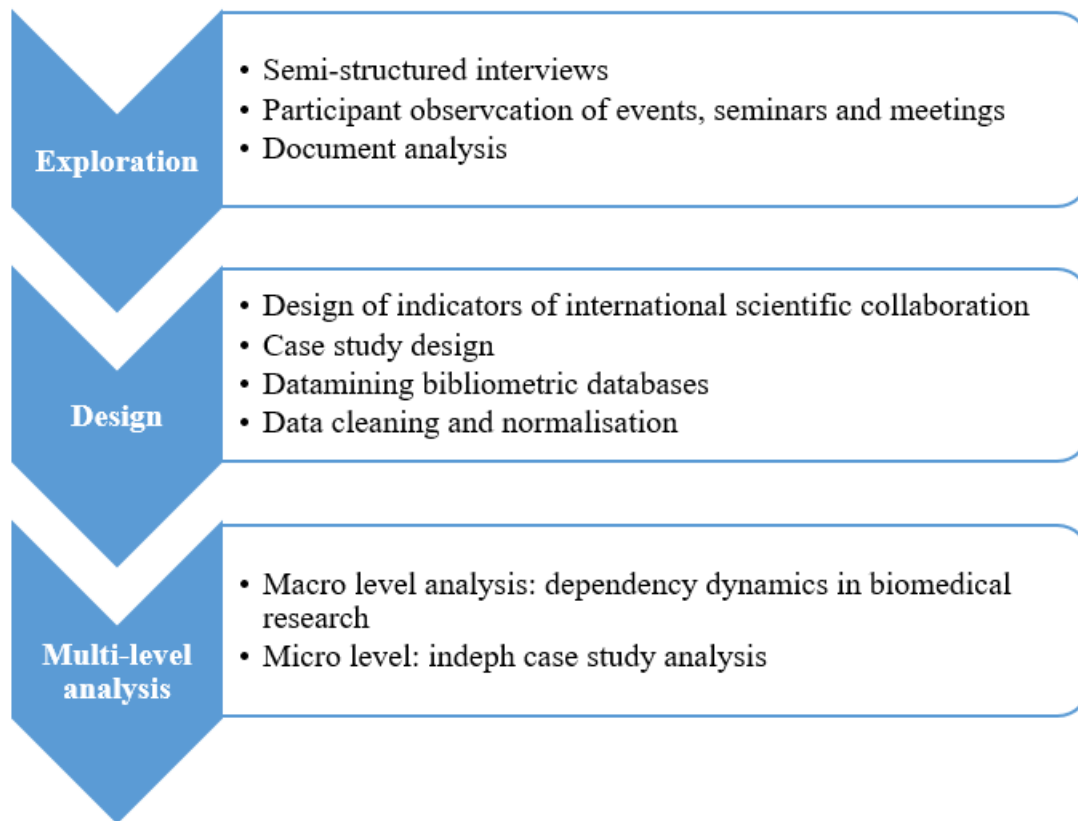 Exploration
• Semi-structured interviews
• Participant observcation of events, seminars and meetings
• Document analysis
Design
• Design of indicators of international scientific collaboration
• Case study design
• Datamining bibliometric databases
• Data cleaning and normalisation
Multi-level
analysis
• Macro level analysis: dependency dynamics in biomedical
research
• Micro level: indeph case study analysis